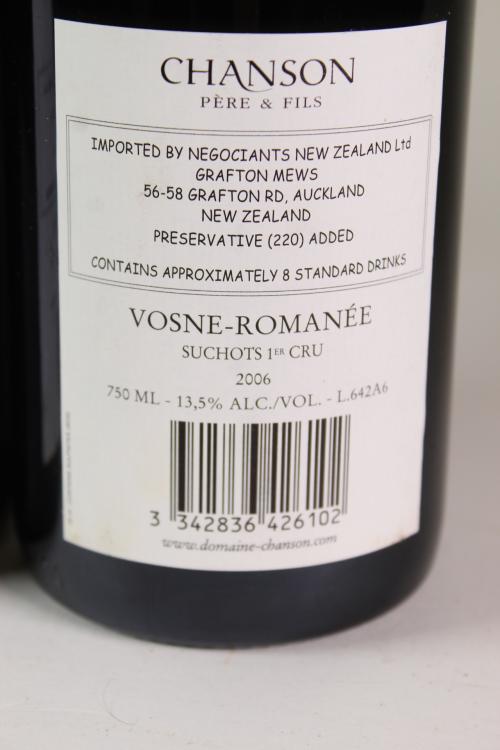 CHANSON
PÈRE & FILS
IMPORTED BY NEGOCIANTS NEW ZEALAND Ltd
GRAFTON MEWS
56-58 GRAFTON RD, AUCKLAND
NEW ZEALAND
PRESERVATIVE (220) ADDED
CONTAINS APPROXIMATELY 8 STANDARD DRINKS
VOSNE-ROMANÉE
SUCHOTS 1ER CRU
2006
750 ML - 13,5% ALC./VOL. - L.642A6
3 342836 426102
www.domaine-chanson.com